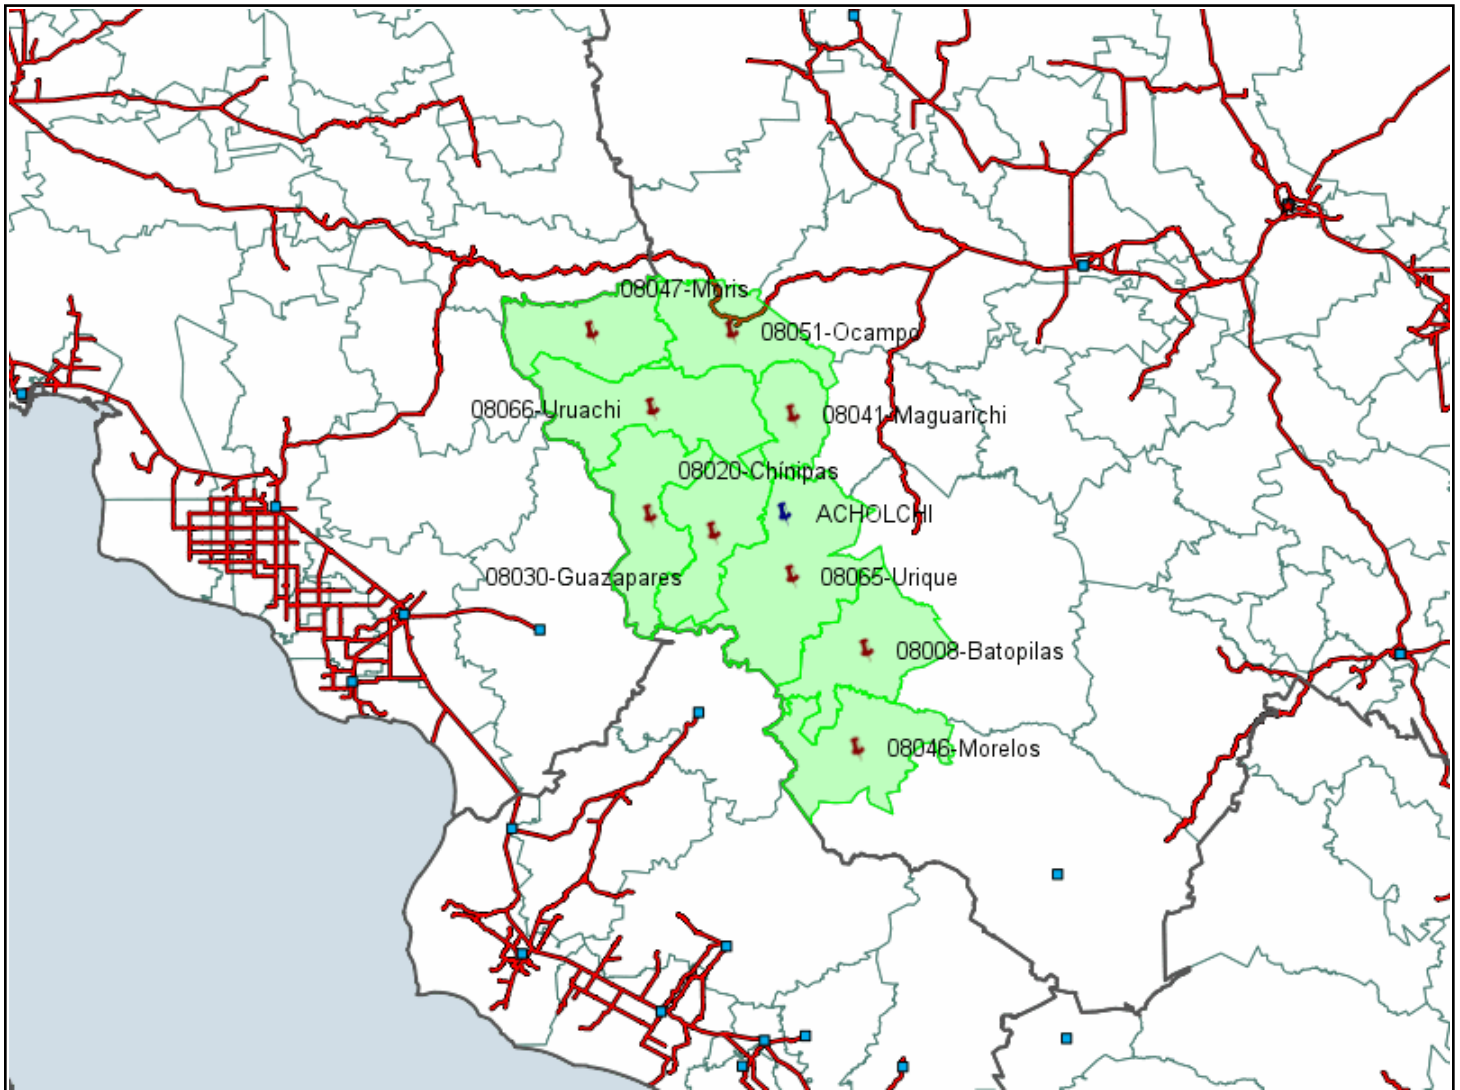 08047-Moris
08051-Ocampo
08066-Uruachi
08041-Maguarichi
08020-Chínipas
ACHOLCHI
08030-Guazapares
08065-Urique
08008-Batopilas
08046-Morelos